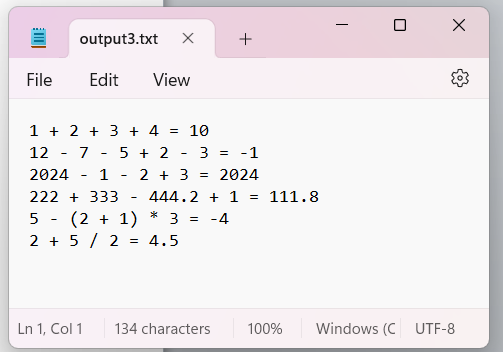 output3.txt
File Edit View
1 + 2 + 3 + 4 = 10
12 - 7 - 5 + 2 - 3 = -1
2024 - 1 - 2 + 3 = 2024
222 + 333 - 444.2 + 1 = 111.8
5 - (2 + 1) * 3 = -4
2 + 5 / 2 = 4.5
Ln 1, Col 1 134 characters 100% Windows (C UTF-8